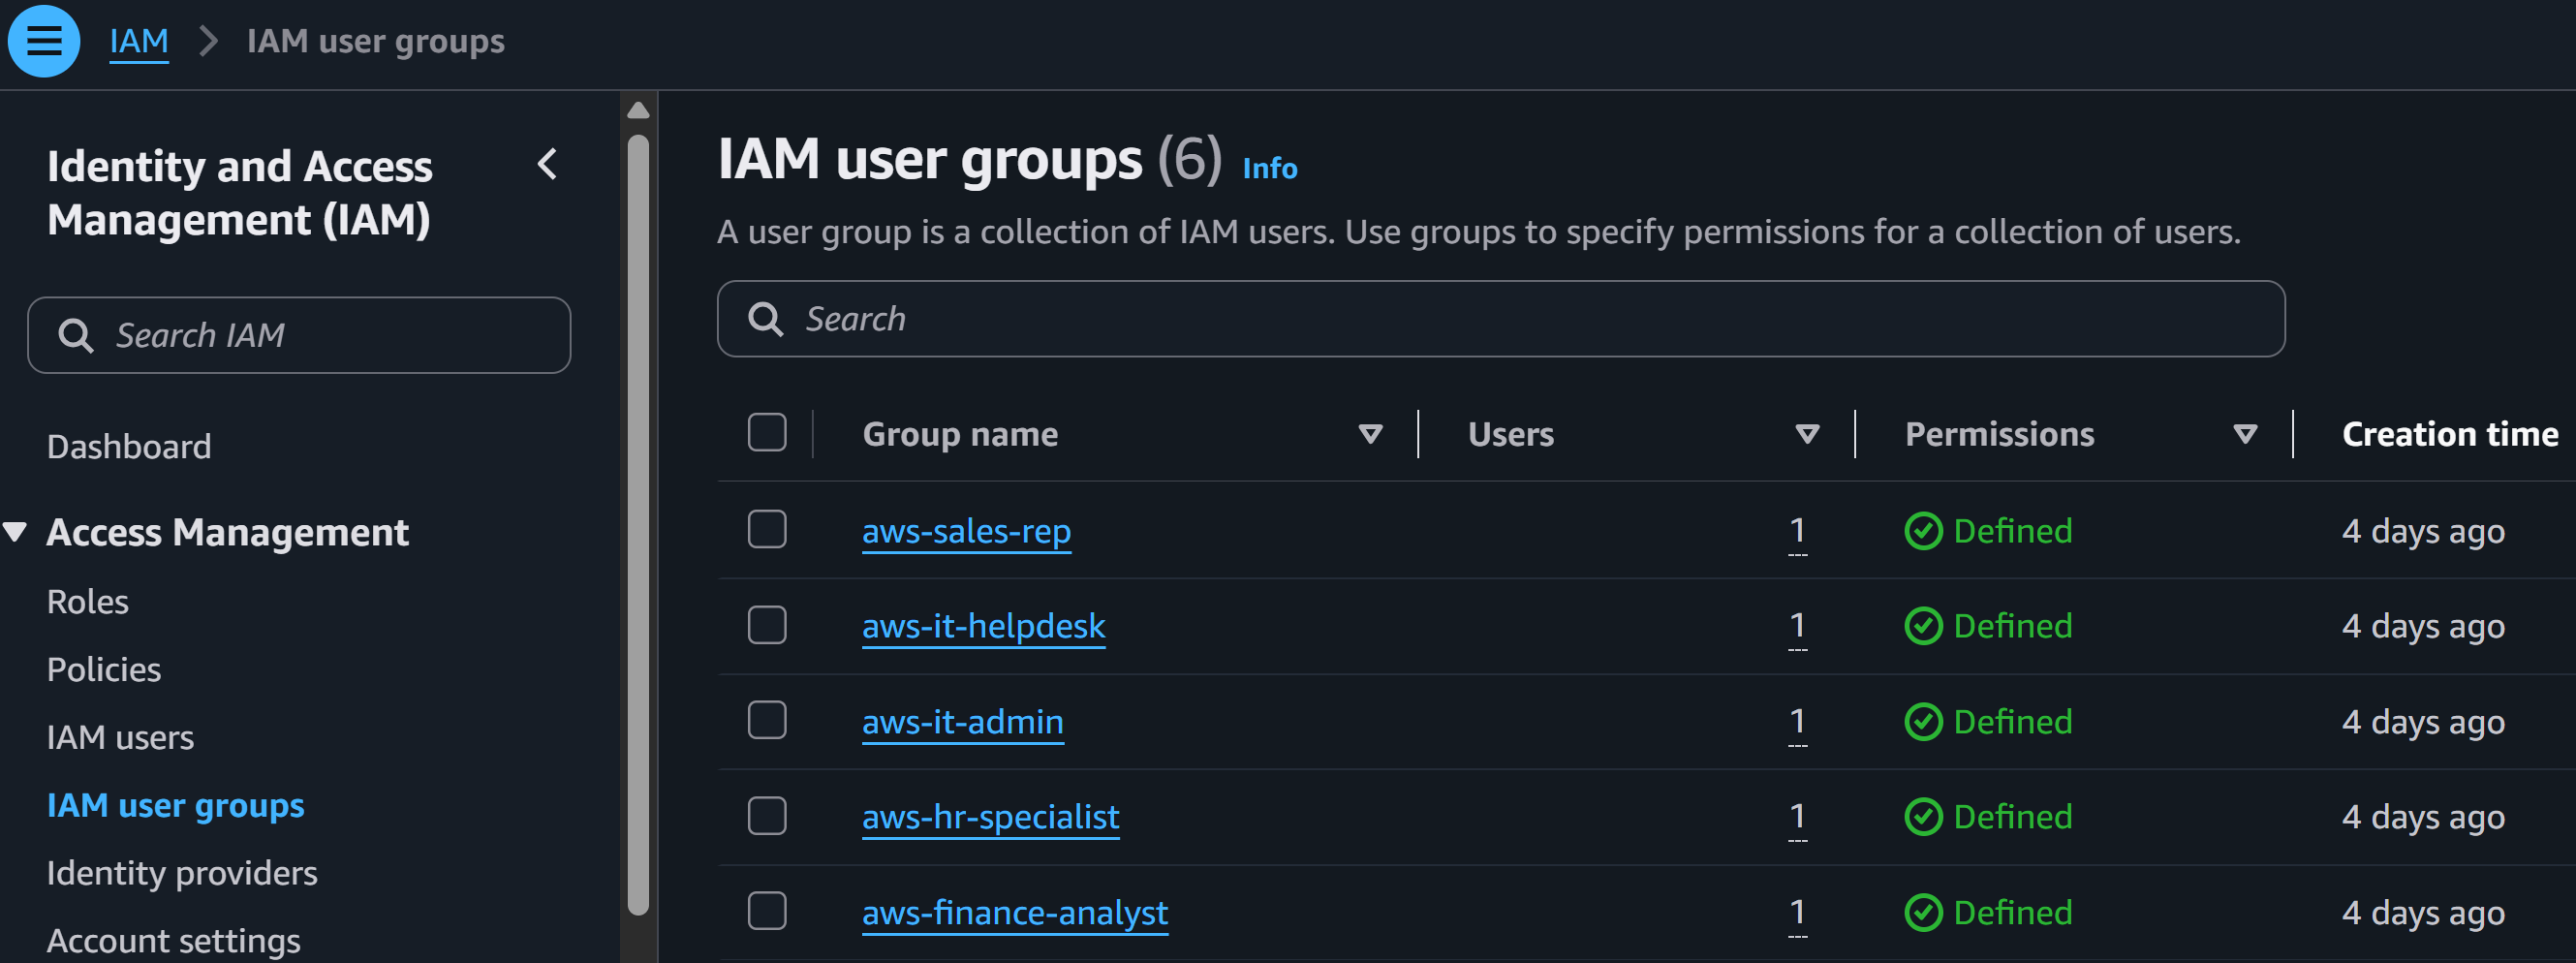 IAM > IAM user groups
Identity and Access
Management (IAM)
Search IAM
Dashboard
Access Management
Roles
Policies
IAM users
IAM user groups
Identity providers
Account settings
IAM user groups (6) Info
A user group is a collection of IAM users. Use groups to specify permissions for a collection of users.
Search
Group name Users Permissions Creation time
aws-sales-rep 1 Defined 4 days ago
aws-it-helpdesk 1 Defined 4 days ago
aws-it-admin 1 Defined 4 days ago
aws-hr-specialist 1 Defined 4 days ago
aws-finance-analyst 1 Defined 4 days ago